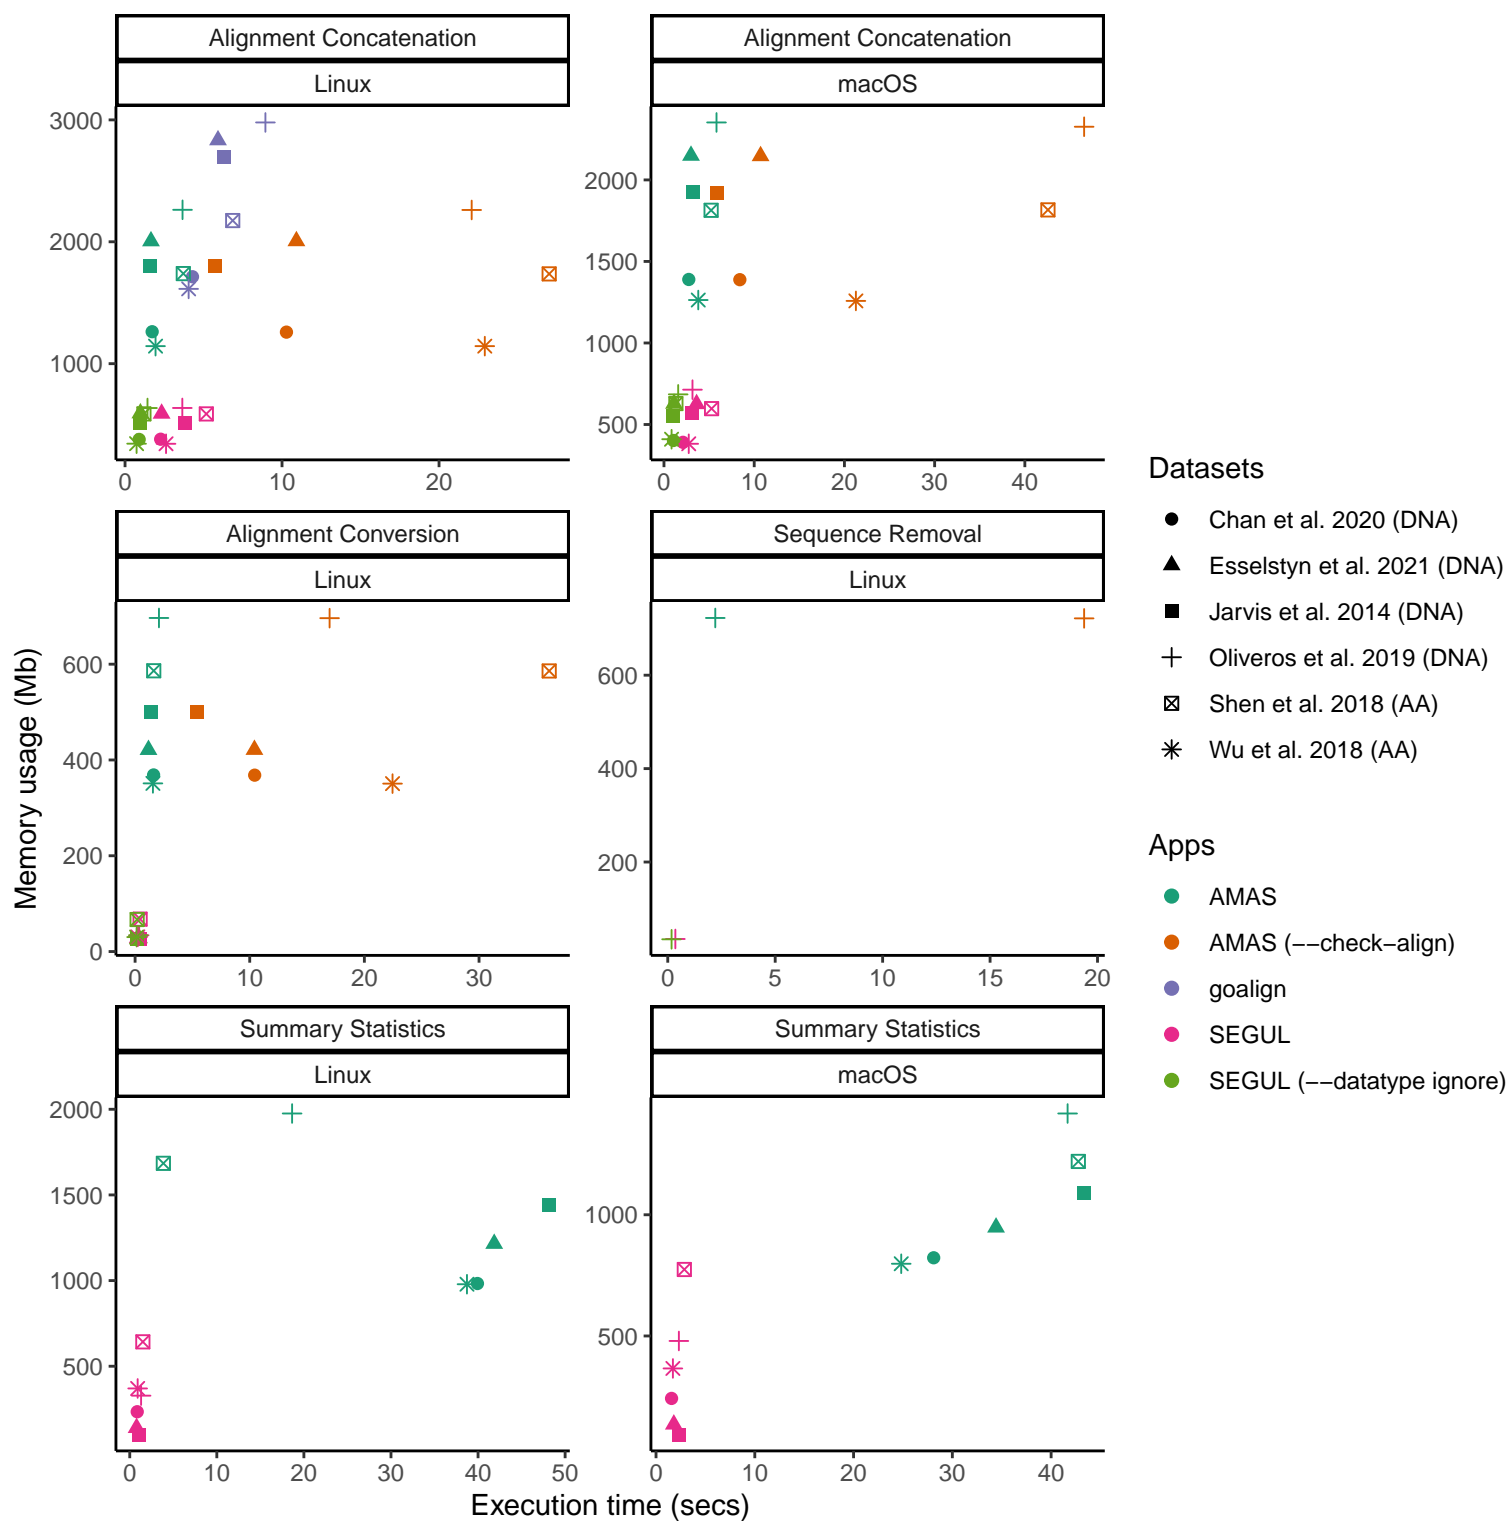 Alignment Concatenation
Linux
3000
2000
1000
0
10
20
Alignment Concatenation
macOS
2000
1500
1000
500
0
10
20
30
40
Alignment Conversion
Linux
600
400
200
0
0
10
20
30
Sequence Removal
Linux
600
400
200
0
5
10
15
20
Summary Statistics
Linux
2000
1500
1000
500
0
10
20
30
40
50
Summary Statistics
macOS
1000
500
0
10
20
30
40
Memory usage (Mb)
Execution time (secs)
Datasets
Chan et al. 2020 (DNA)
Esselstyn et al. 2021 (DNA)
Jarvis et al. 2014 (DNA)
Oliveros et al. 2019 (DNA)
Shen et al. 2018 (AA)
Wu et al. 2018 (AA)
Apps
AMAS
AMAS (−−check−align)
goalign
SEGUL
SEGUL (−−datatype ignore)